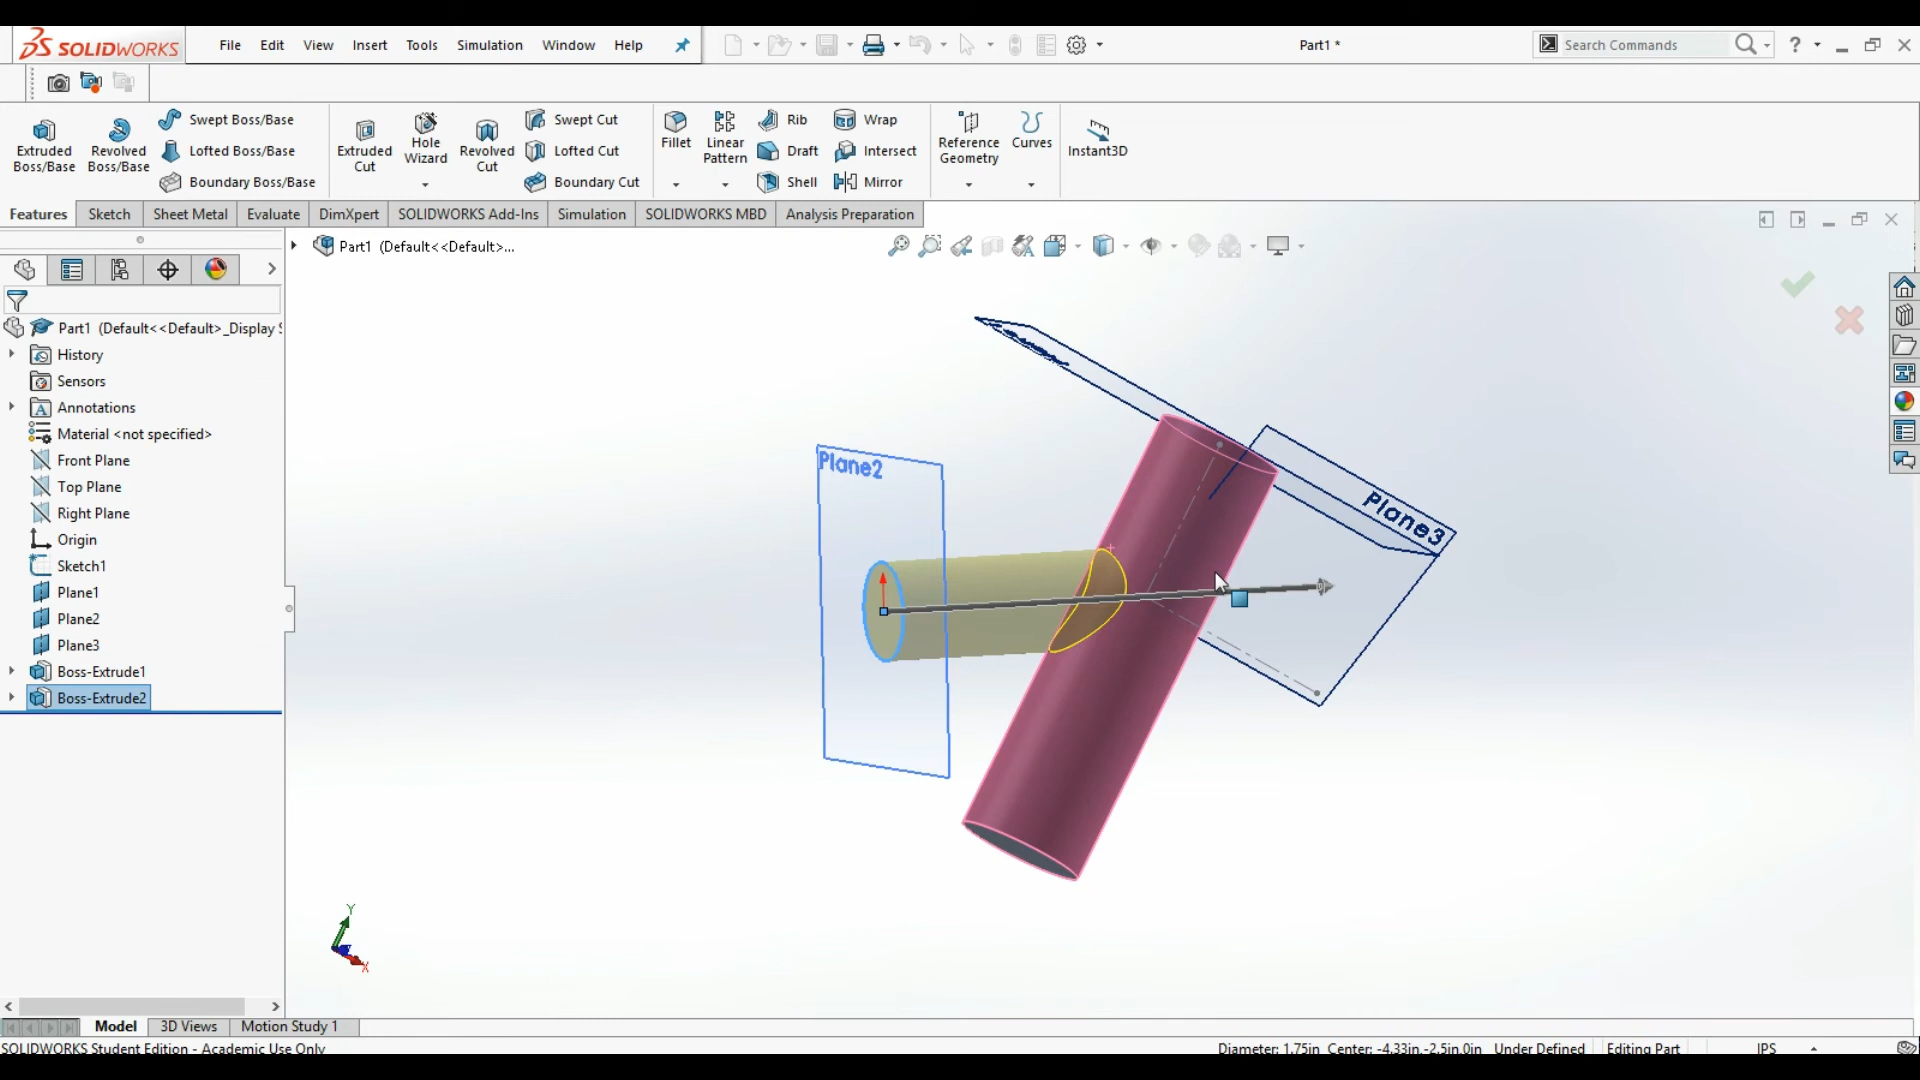 SOLIDWORKS File Edit View Insert Tools Simulation Window Help Part1 * Search Commands ?
Extruded Boss/Base
Revolved Boss/Base
Swept Boss/Base
Lofted Boss/Base
Boundary Boss/Base
Extruded Cut
Hole Wizard
Revolved Cut
Swept Cut
Lofted Cut
Boundary Cut
Fillet
Linear Pattern
Rib
Draft
Shell
Wrap
Intersect
Mirror
Reference Geometry
Curves
Instant3D
Features Sketch Sheet Metal Evaluate DimXpert SOLIDWORKS Add-Ins Simulation SOLIDWORKS MBD Analysis Preparation
Part1 (Default<<Default>...
Part1 (Default<<Default>_Display S
History
Sensors
Annotations
Material <not specified>
Front Plane
Top Plane
Right Plane
Origin
Sketch1
Plane1
Plane2
Plane3
Boss-Extrude1
Boss-Extrude2
Plane2
Plane3
Y
X
Model 3D Views Motion Study 1
SOLIDWORKS Student Edition - Academic Use Only Diameter: 1.75in Center: -4.33in,-2.5in,0in Under Defined Editing Part IPS